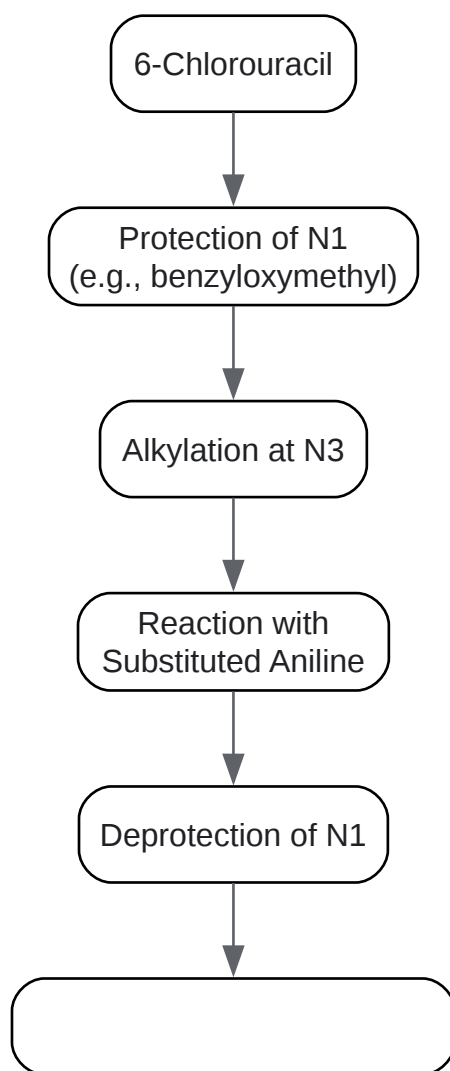 6-Chlorouracil
Protection of N1
(e.g., benzyloxymethyl)
Alkylation at N3
Reaction with
Substituted Aniline
Deprotection of N1